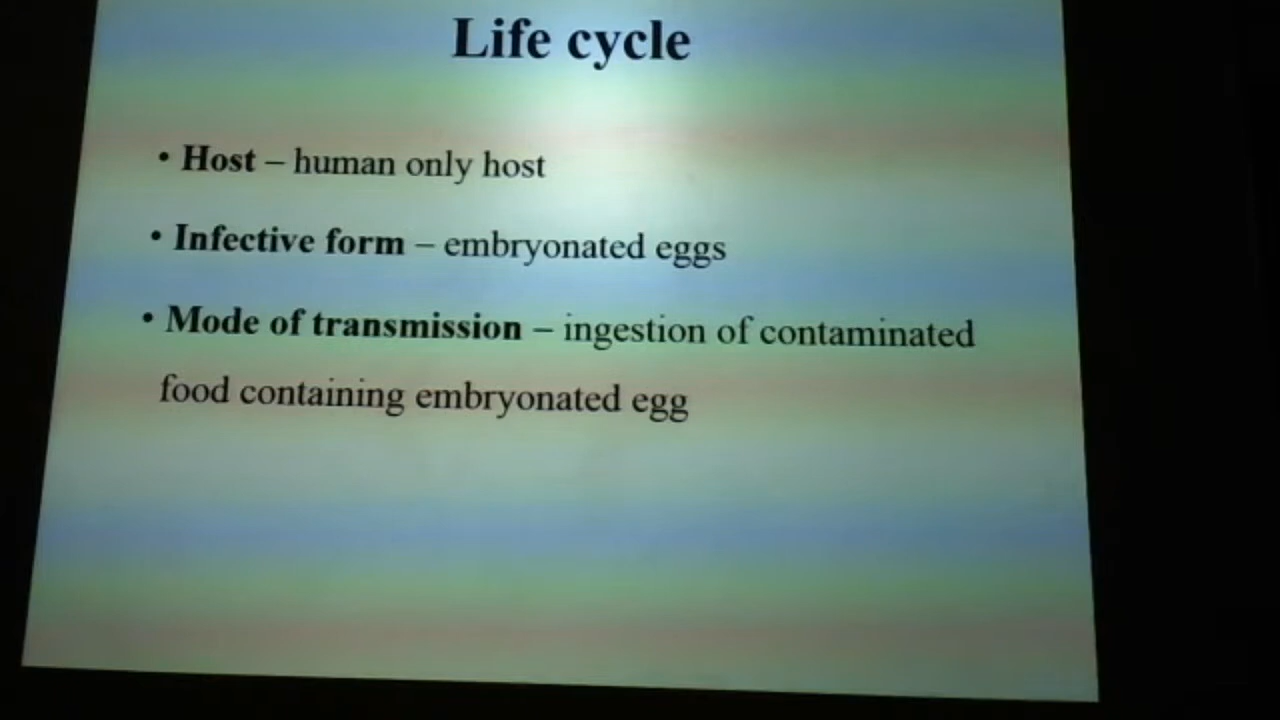 Life cycle
• Host – human only host
• Infective form – embryonated eggs
• Mode of transmission – ingestion of contaminated
food containing embryonated egg